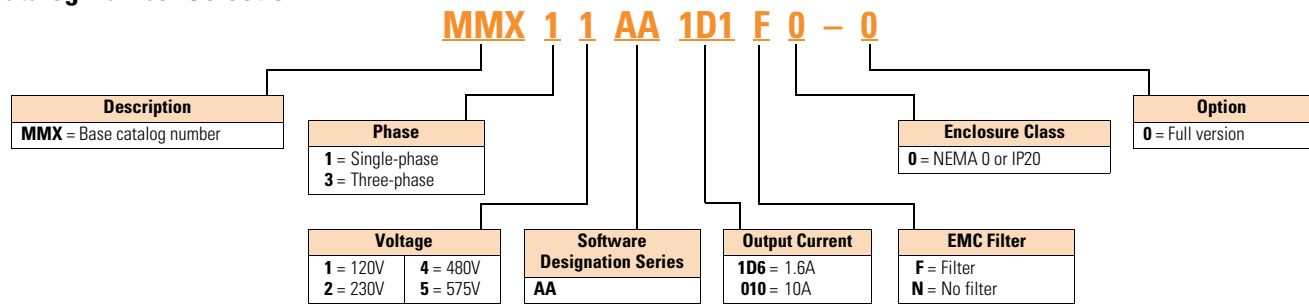 MMX 1 1 AA 1D1 F 0 – 0
Description
MMX = Base catalog number
Phase
1 = Single-phase
3 = Three-phase
Enclosure Class
0 = NEMA 0 or IP20
Option
0 = Full version
Voltage
1 = 120V 4 = 480V
2 = 230V 5 = 575V
Software
Designation Series
AA
Output Current
1D6 = 1.6A
010 = 10A
EMC Filter
F = Filter
N = No filter